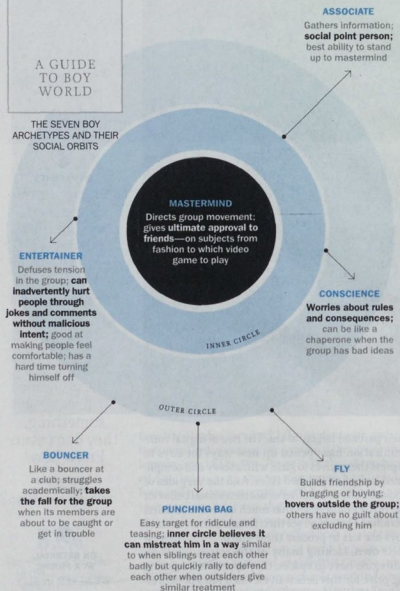 A GUIDE
TO BOY
WORLD
THE SEVEN BOY
ARCHETYPES AND THEIR
SOCIAL ORBITS
ASSOCIATE
Gathers information;
social point person;
best ability to stand
up to mastermind
MASTERMIND
Directs group movement;
gives ultimate approval to
friends—on subjects from
fashion to which video
game to play
ENTERTAINER
Defuses tension
in the group; can
inadvertently hurt
people through
jokes and comments
without malicious
intent; good at
making people feel
comfortable; has a
hard time turning
himself off
CONSCIENCE
Worries about rules
and consequences;
can be like a
chaperone when the
group has bad ideas
INNER CIRCLE
OUTER CIRCLE
BOUNCER
Like a bouncer at
a club; struggles
academically; takes
the fall for the group
when its members are
about to be caught or
get in trouble
PUNCHING BAG
Easy target for ridicule and
teasing; inner circle believes it
can mistreat him in a way similar
to when siblings treat each other
badly but quickly rally to defend
each other when outsiders give
similar treatment
FLY
Builds friendship by
bragging or buying;
hovers outside the group;
others have no guilt about
excluding him